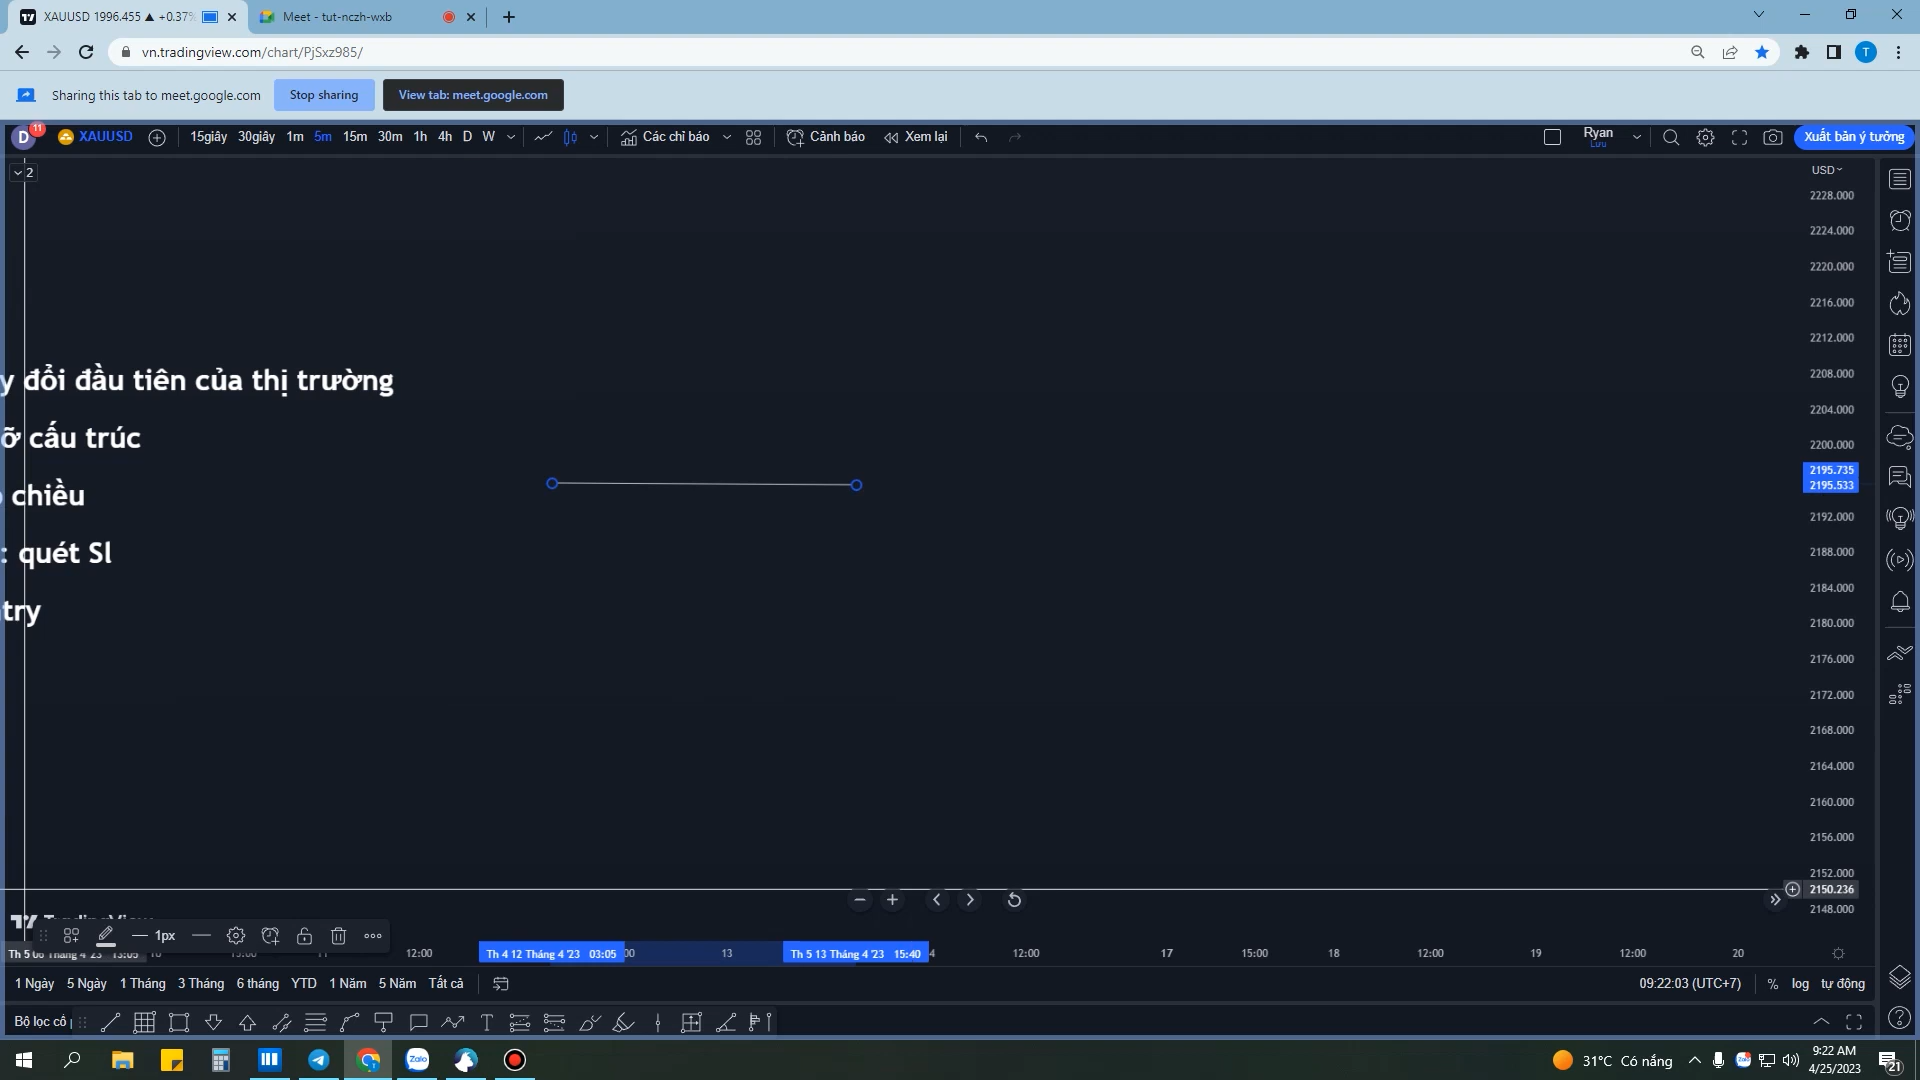 XAUUSD 1996.455 ▲ +0.37%
Meet - tut-nczh-wxb
vn.tradingview.com/chart/PjSxz985/
T
Sharing this tab to meet.google.com
Stop sharing
View tab: meet.google.com
D 11 XAUUSD 15giây 30giây 1m 5m 15m 30m 1h 4h D W Các chỉ báo Cảnh báo Xem lại Ryan Xuất bản ý tưởng
Lưu
2
USD
2228.000
2224.000
2220.000
2216.000
2212.000
2208.000
2204.000
2200.000
2195.735
2195.533
2192.000
2188.000
2184.000
2180.000
2176.000
2172.000
2168.000
2164.000
2160.000
2156.000
2152.000
2150.236
2148.000
y đổi đầu tiên của thị trường
ỡ cấu trúc
chiều
: quét Sl
try
1px
12:00 Th 4 12 Tháng 4 '23 03:05 :00 13 Th 5 13 Tháng 4 '23 15:40 4 12:00 17 15:00 18 12:00 19 12:00 20
1 Ngày 5 Ngày 1 Tháng 3 Tháng 6 tháng YTD 1 Năm 5 Năm Tất cả 09:22:03 (UTC+7) % log tự động
Bộ lọc cổ
Zalo
31°C Có nắng
9:22 AM
4/25/2023
21